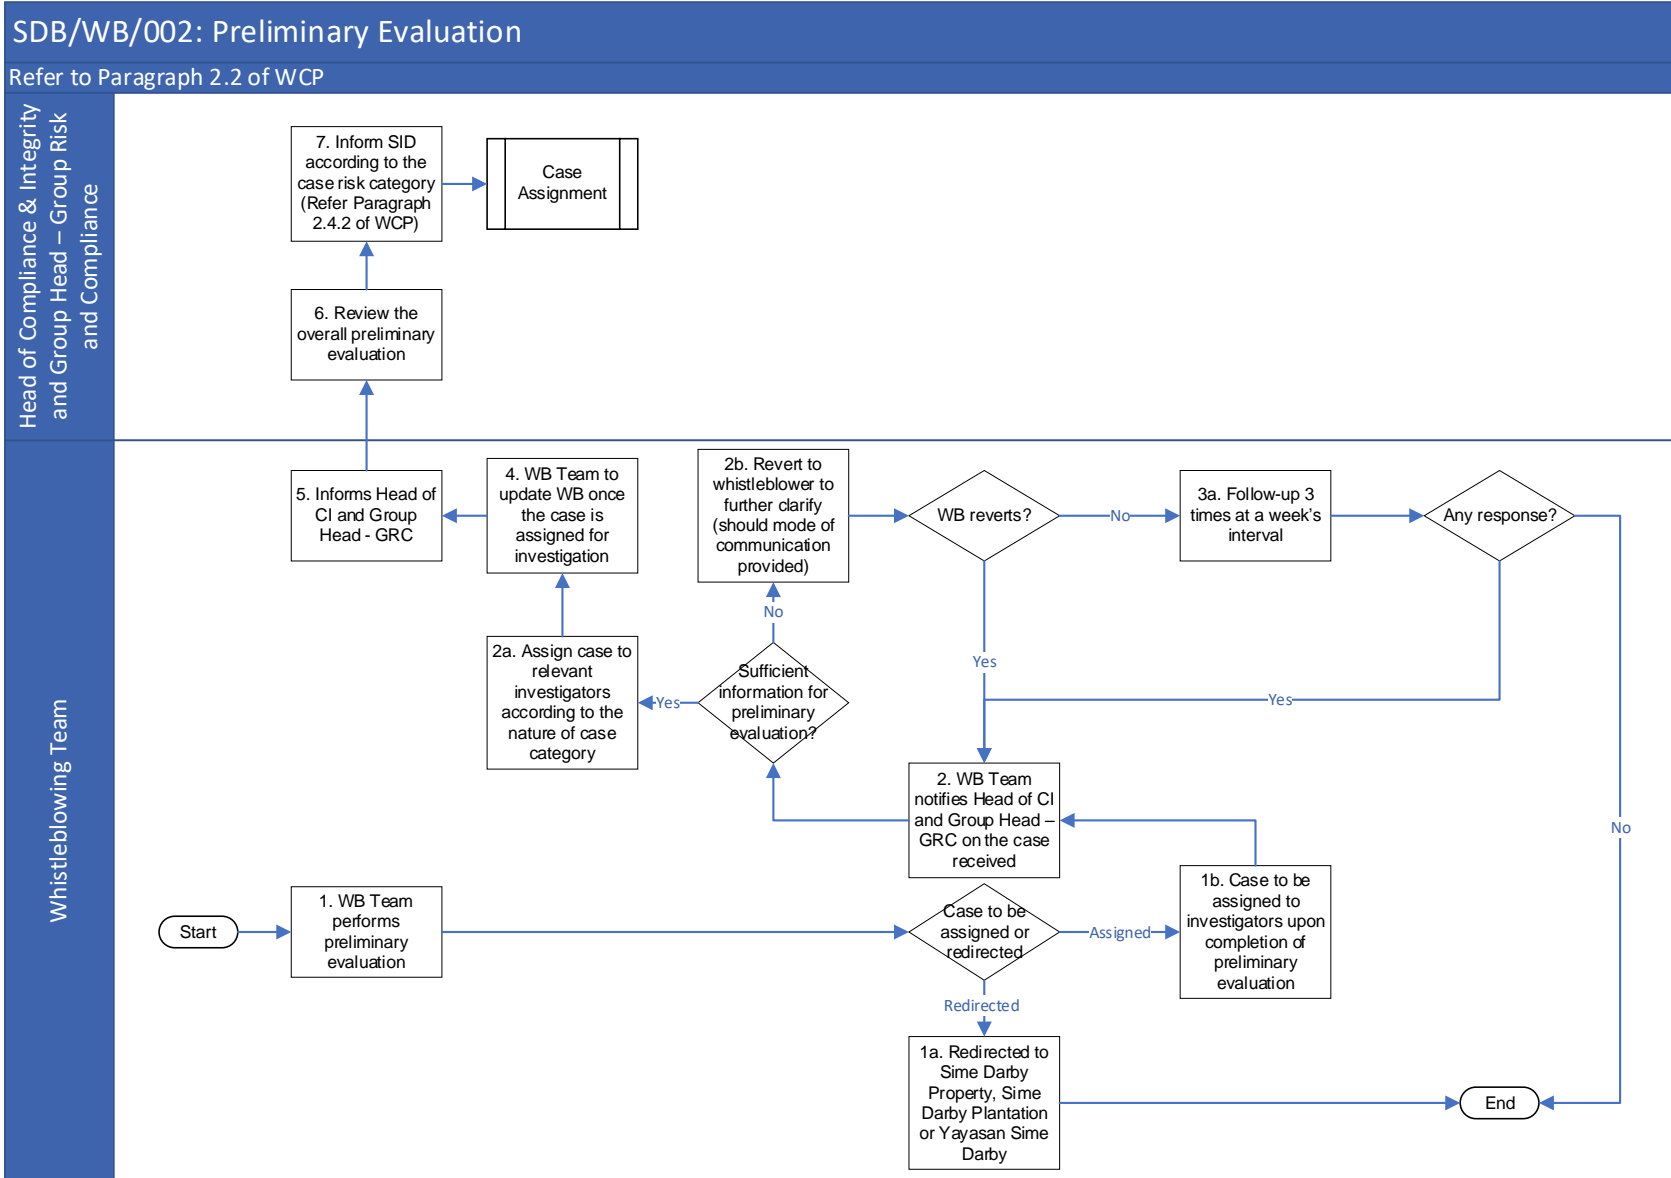 SDB/WB/002: Preliminary Evaluation
Refer to Paragraph 2.2 of WCP
Head of Compliance & Integrity
and Group Head – Group Risk
and Compliance
7. Inform SID
according to the
case risk category
(Refer Paragraph
2.4.2 of WCP)
Case
Assignment
6. Review the
overall preliminary
evaluation
Whistleblowing Team
5. Informs Head of
CI and Group
Head - GRC
4. WB Team to
update WB once
the case is
assigned for
investigation
2b. Revert to
whistleblower to
further clarify
(should mode of
communication
provided)
WB reverts?
No
3a. Follow-up 3
times at a week’s
interval
Any response?
No
Yes
2a. Assign case to
relevant
investigators
according to the
nature of case
category
Yes
Sufficient
information for
preliminary
evaluation?
Yes
2. WB Team
notifies Head of CI
and Group Head –
GRC on the case
received
No
Start
1. WB Team
performs
preliminary
evaluation
Case to be
assigned or
redirected
Assigned
1b. Case to be
assigned to
investigators upon
completion of
preliminary
evaluation
Redirected
1a. Redirected to
Sime Darby
Property, Sime
Darby Plantation
or Yayasan Sime
Darby
End